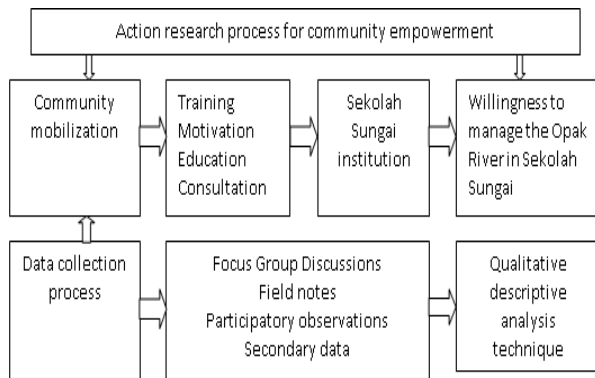 Action research process for community empowerment
Community
mobilization
Training
Motivation
Education
Consultation
Sekolah
Sungai
institution
Willingness to
manage the Opak
River in Sekolah
Sungai
Data collection
process
Focus Group Discussions
Field notes
Participatory observations
Secondary data
Qualitative
descriptive
analysis
technique